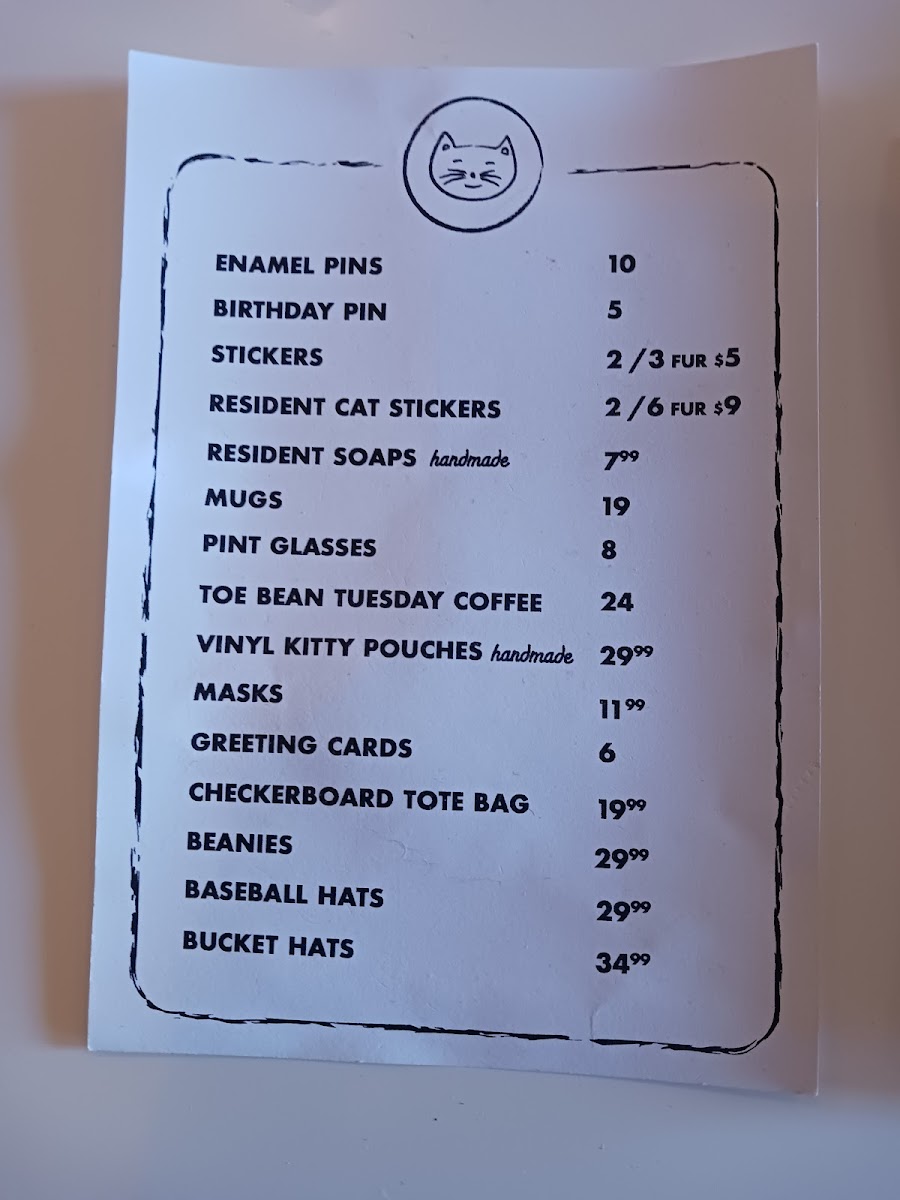 ENAMEL PINS 10
BIRTHDAY PIN 5
STICKERS 2 /3 FUR $5
RESIDENT CAT STICKERS 2 /6 FUR $9
RESIDENT SOAPS handmade 7⁹⁹
MUGS 19
PINT GLASSES 8
TOE BEAN TUESDAY COFFEE 24
VINYL KITTY POUCHES handmade 29⁹⁹
MASKS 11⁹⁹
GREETING CARDS 6
CHECKERBOARD TOTE BAG 19⁹⁹
BEANIES 29⁹⁹
BASEBALL HATS 29⁹⁹
BUCKET HATS 34⁹⁹